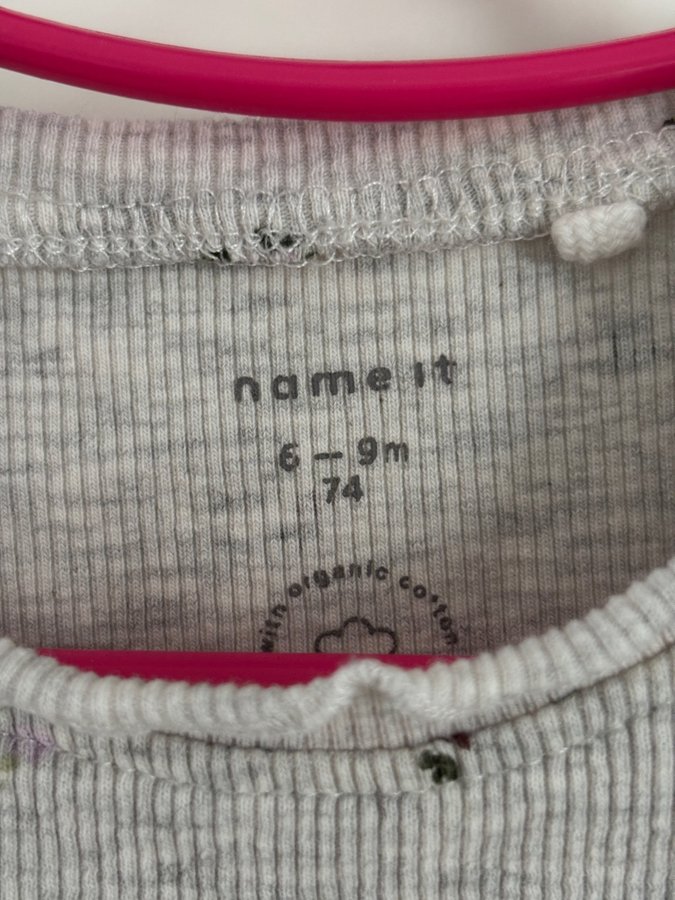 name it
6 – 9m
74
with organic cotton